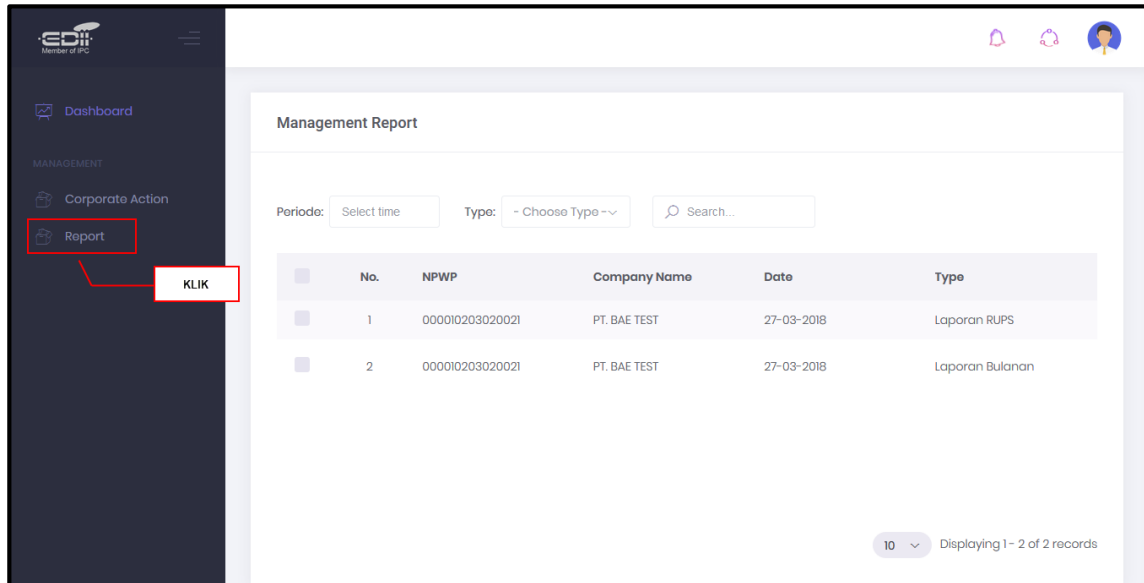 EDII
Member of IPC
Dashboard
MANAGEMENT
Corporate Action
Report
KLIK
Management Report
Periode: Select time Type: - Choose Type - Search...
No. NPWP Company Name Date Type
1 000010203020021 PT. BAE TEST 27-03-2018 Laporan RUPS
2 000010203020021 PT. BAE TEST 27-03-2018 Laporan Bulanan
10 Displaying 1 - 2 of 2 records